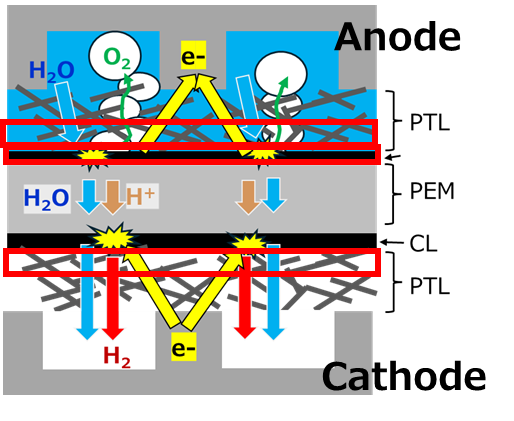 Anode
O2
e-
H2O
PTL
H2O
H+
PEM
CL
PTL
H2
e-
Cathode